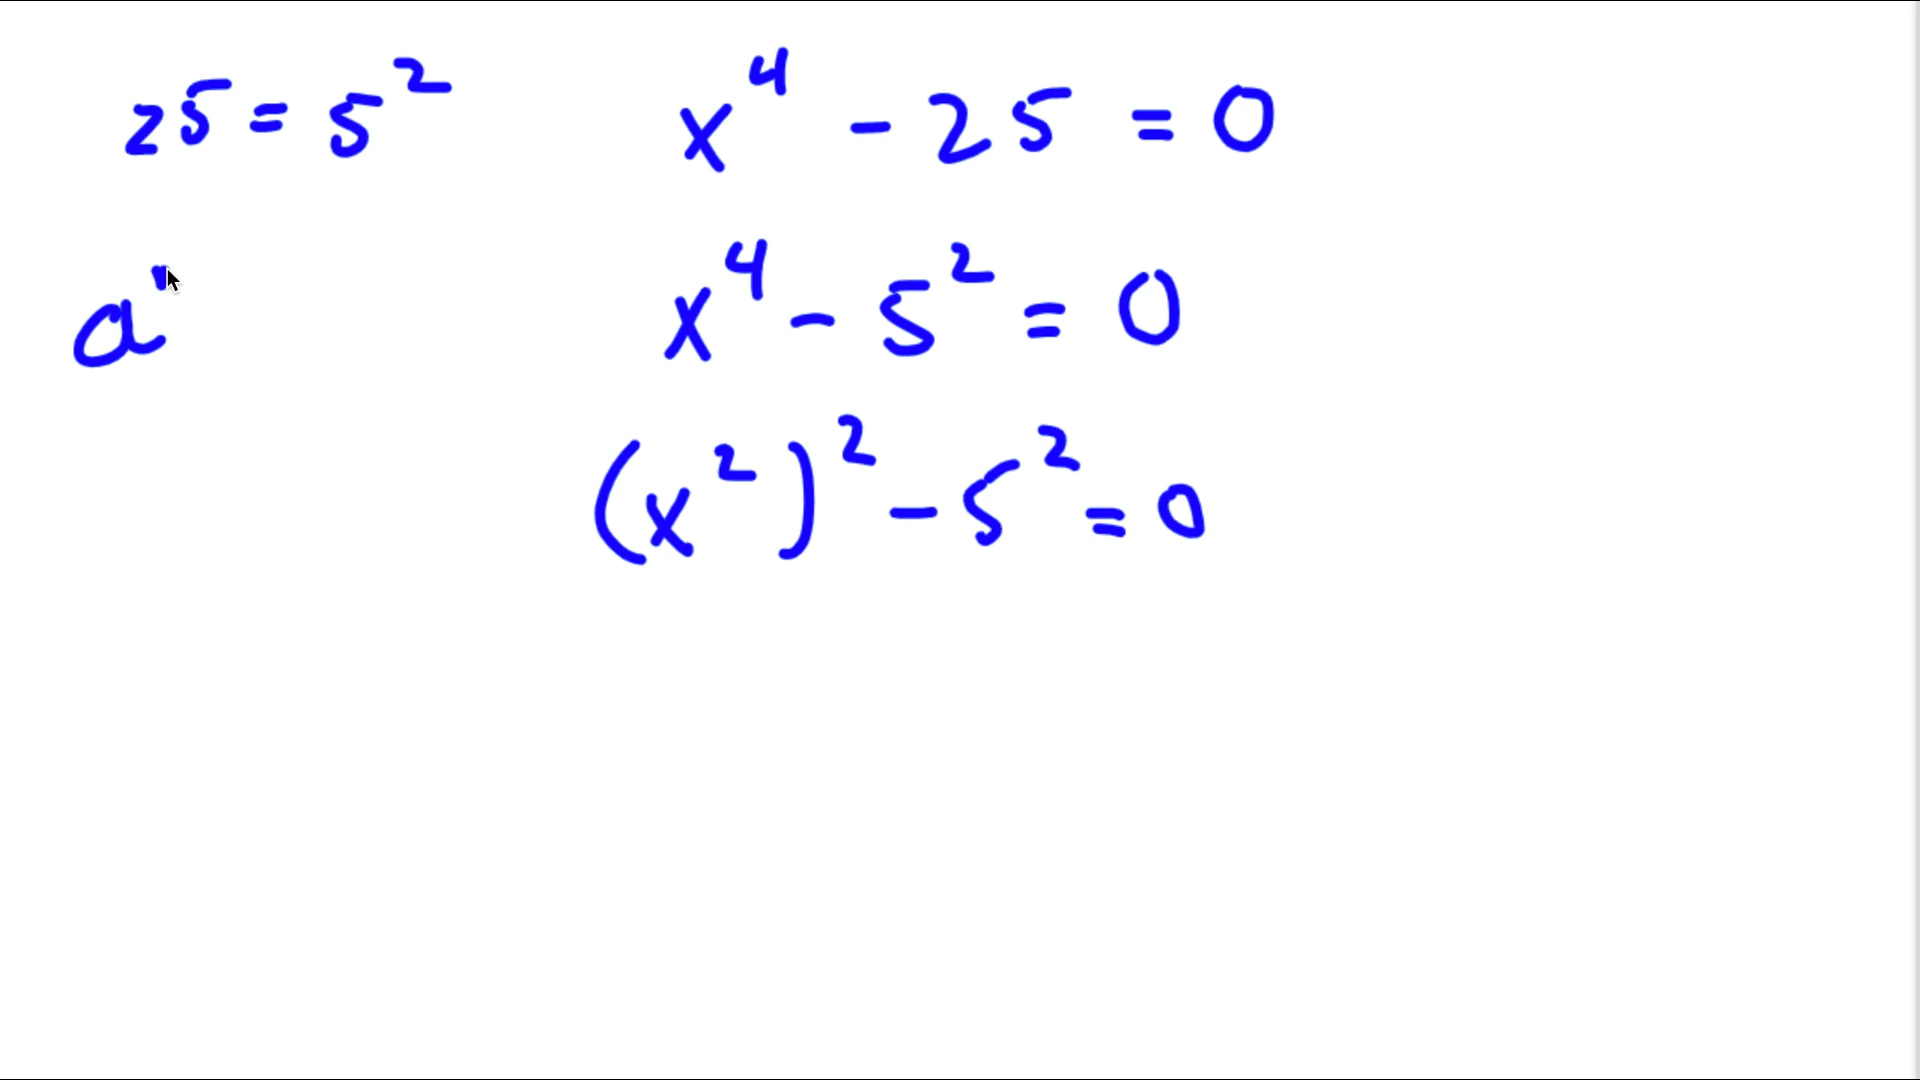 25 = 5²
x⁴ - 25 = 0
a
x⁴ - 5² = 0
(x²)² - 5² = 0